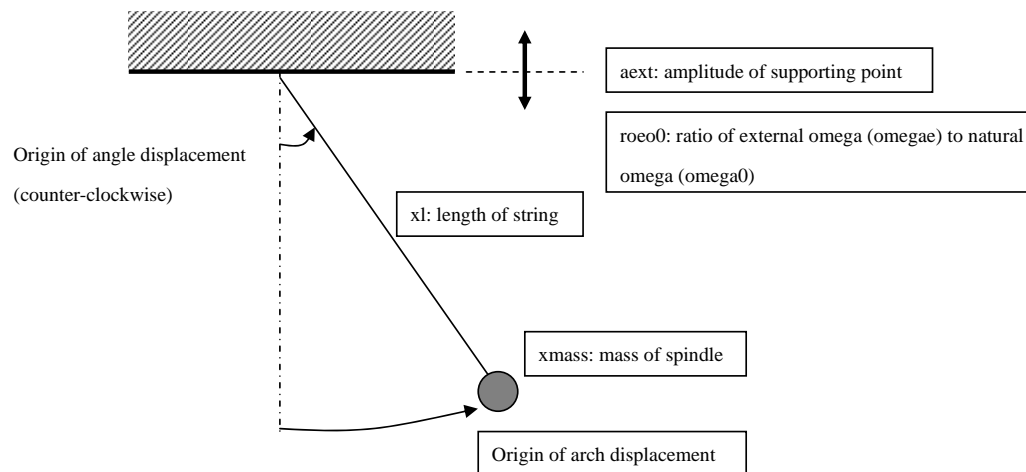 aext: amplitude of supporting point
roeo0: ratio of external omega (omegae) to natural
omega (omega0)
Origin of angle displacement
(counter-clockwise)
xl: length of string
xmass: mass of spindle
Origin of arch displacement